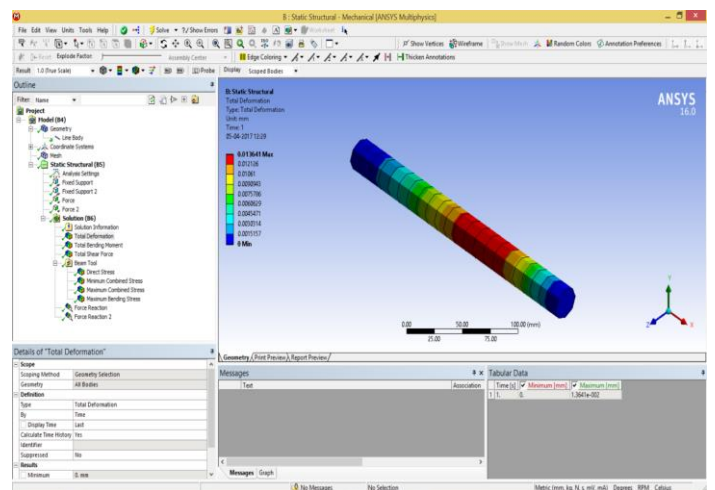 B : Static Structural - Mechanical [ANSYS Multiphysics]
File Edit View Units Tools Help Solve ?/ Show Errors Worksheet
Show Vertices Wireframe Show Mesh Random Colors Annotation Preferences
Reset Explode Factor: Assembly Center Edge Coloring Thicken Annotations
Result 1.0 (True Scale) Probe Display Scoped Bodies
Outline
Filter: Name
Project
Model (B4)
Geometry
Line Body
Coordinate Systems
Mesh
Static Structural (B5)
Analysis Settings
Fixed Support
Fixed Support 2
Force
Force 2
Solution (B6)
Solution Information
Total Deformation
Total Bending Moment
Total Shear Force
Beam Tool
Direct Stress
Minimum Combined Stress
Maximum Combined Stress
Maximum Bending Stress
Force Reaction
Force Reaction 2
B: Static Structural
Total Deformation
Type: Total Deformation
Unit: mm
Time: 1
05-04-2017 13:29
0.013641 Max
0.012126
0.01061
0.0090943
0.0075786
0.0060629
0.0045471
0.0030314
0.0015157
0 Min
ANSYS
16.0
0.00 50.00 100.00 (mm)
25.00 75.00
Y
Z X
Geometry Print Preview Report Preview
Details of "Total Deformation"
Scope
Scoping Method Geometry Selection
Geometry All Bodies
Definition
Type Total Deformation
By Time
Display Time Last
Calculate Time History Yes
Identifier
Suppressed No
Results
Minimum 0. mm
Messages
Text Association
Messages Graph
Tabular Data
Time [s] Minimum [mm] Maximum [mm]
1 1. 0. 1.3641e-002
No Messages No Selection Metric (mm, kg, N, s, mV, mA) Degrees RPM Celsius